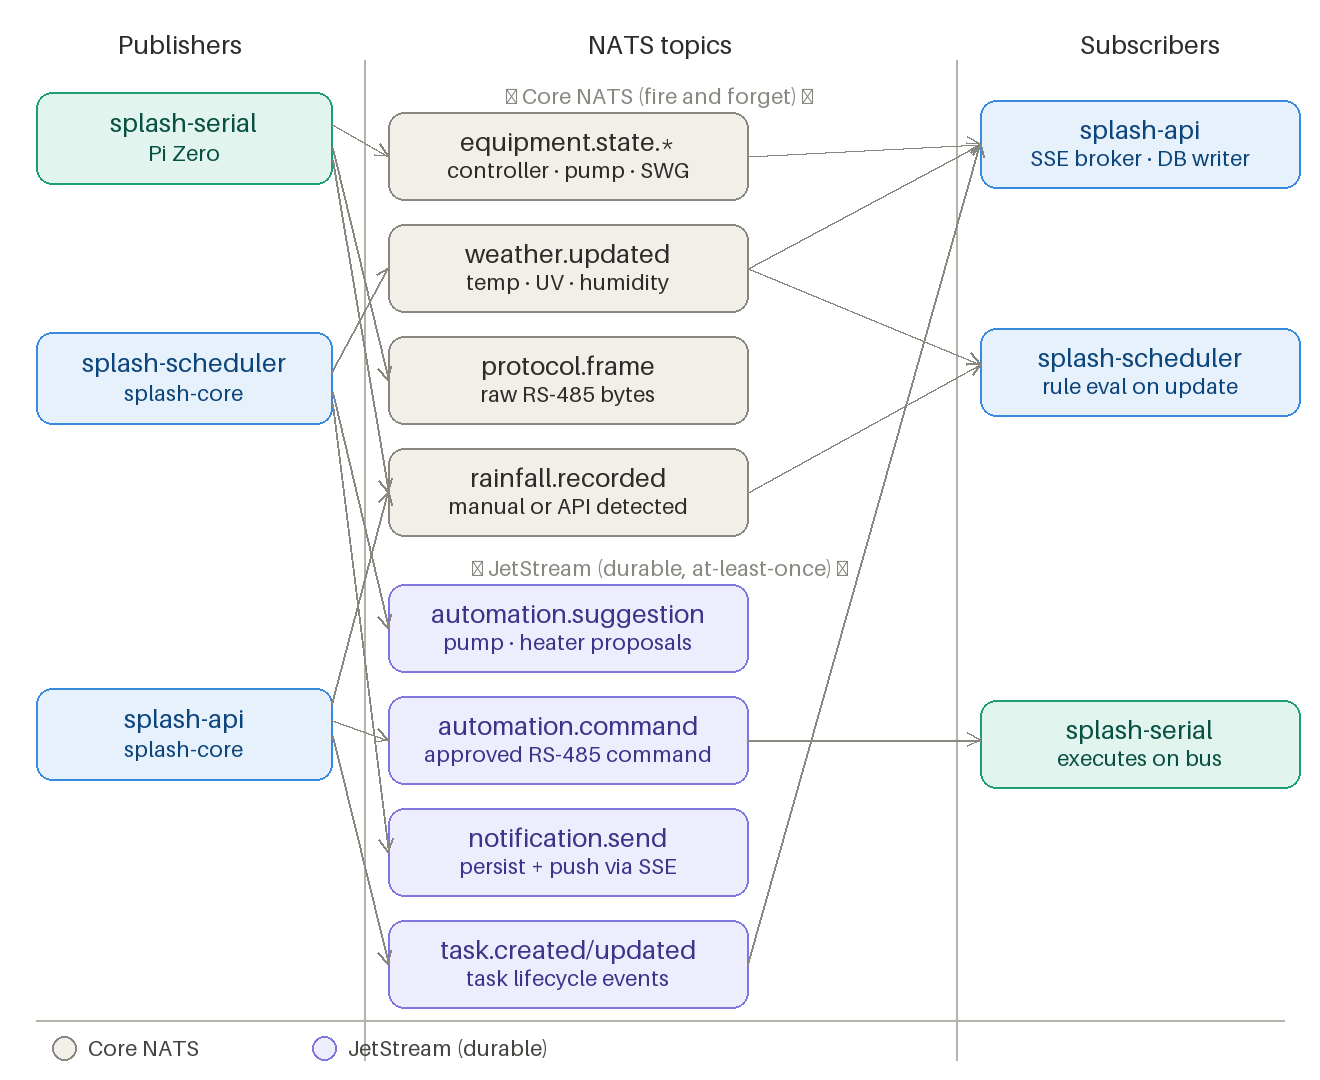 Publishers
NATS topics
Subscribers
Core NATS (fire and forget)
splash-serial
Pi Zero
splash-scheduler
splash-core
splash-api
splash-core
equipment.state.*
controller · pump · SWG
weather.updated
temp · UV · humidity
protocol.frame
raw RS-485 bytes
rainfall.recorded
manual or API detected
JetStream (durable, at-least-once)
automation.suggestion
pump · heater proposals
automation.command
approved RS-485 command
notification.send
persist + push via SSE
task.created/updated
task lifecycle events
splash-api
SSE broker · DB writer
splash-scheduler
rule eval on update
splash-serial
executes on bus
Core NATS
JetStream (durable)